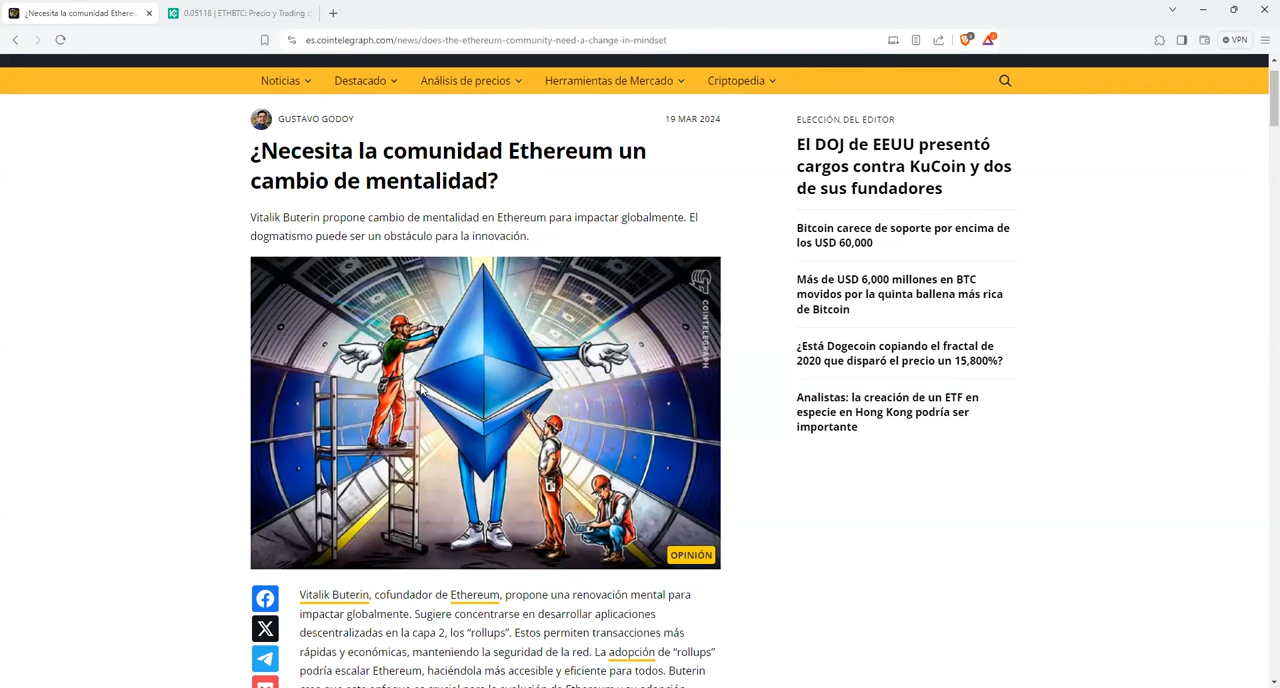 ¿Necesita la comunidad Ethere
0.05118 | ETHBTC: Precio y Trading
es.cointelegraph.com/news/does-the-ethereum-community-need-a-change-in-mindset
VPN
Noticias Destacado Análisis de precios Herramientas de Mercado Criptopedia
GUSTAVO GODOY
19 MAR 2024
¿Necesita la comunidad Ethereum un
cambio de mentalidad?
Vitalik Buterin propone cambio de mentalidad en Ethereum para impactar globalmente. El
dogmatismo puede ser un obstáculo para la innovación.
COINTELEGRAPH
OPINIÓN
Vitalik Buterin, cofundador de Ethereum, propone una renovación mental para
impactar globalmente. Sugiere concentrarse en desarrollar aplicaciones
descentralizadas en la capa 2, los “rollups”. Estos permiten transacciones más
rápidas y económicas, manteniendo la seguridad de la red. La adopción de “rollups”
podría escalar Ethereum, haciéndola más accesible y eficiente para todos. Buterin
ELECCIÓN DEL EDITOR
El DOJ de EEUU presentó
cargos contra KuCoin y dos
de sus fundadores
Bitcoin carece de soporte por encima de
los USD 60,000
Más de USD 6,000 millones en BTC
movidos por la quinta ballena más rica
de Bitcoin
¿Está Dogecoin copiando el fractal de
2020 que disparó el precio un 15,800%?
Analistas: la creación de un ETF en
especie en Hong Kong podría ser
importante